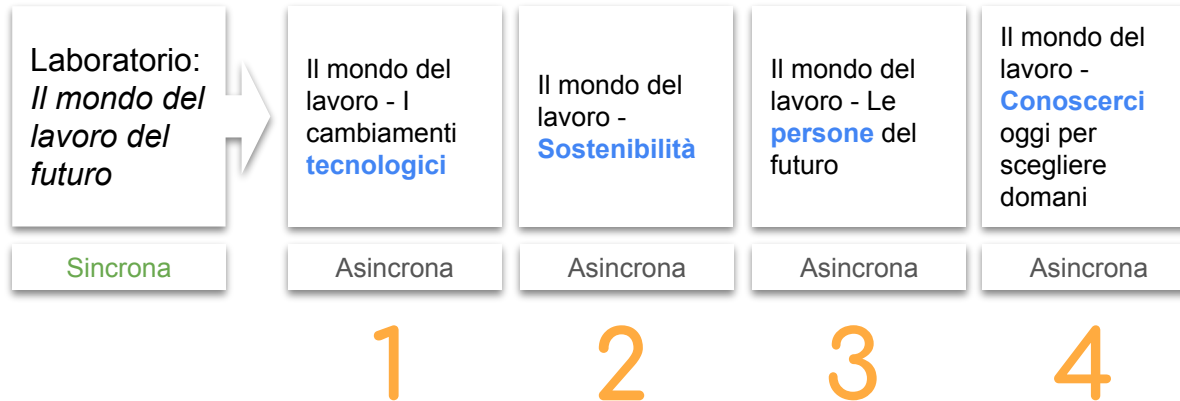 Laboratorio:
Il mondo del
lavoro del
futuro
Sincrona
Il mondo del
lavoro - I
cambiamenti
tecnologici
Asincrona
1
Il mondo del
lavoro -
Sostenibilità
Asincrona
2
Il mondo del
lavoro - Le
persone del
futuro
Asincrona
3
Il mondo del
lavoro -
Conoscerci
oggi per
scegliere
domani
Asincrona
4